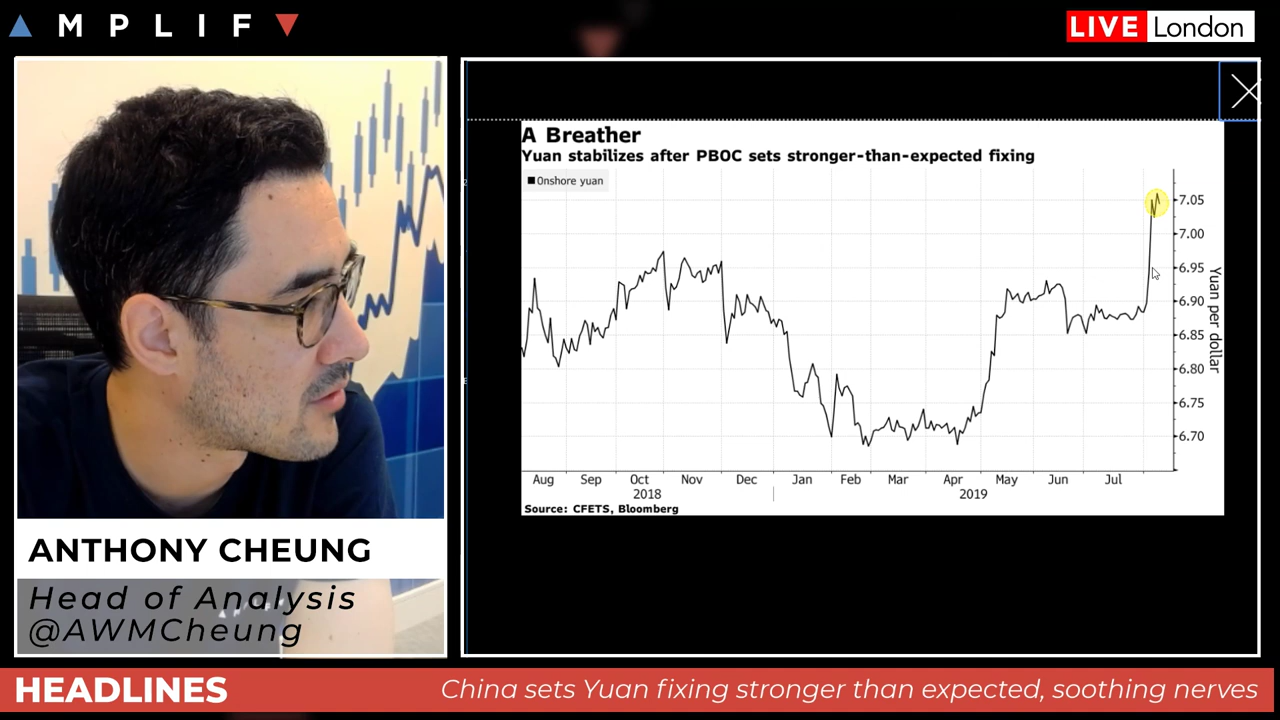 AMPLIFY
LIVE London
A Breather
Yuan stabilizes after PBOC sets stronger-than-expected fixing
Onshore yuan
7.05
7.00
6.95
6.90
6.85
6.80
6.75
6.70
Yuan per dollar
Aug Sep Oct Nov Dec Jan Feb Mar Apr May Jun Jul
2018 2019
Source: CFETS, Bloomberg
ANTHONY CHEUNG
Head of Analysis
@AWMCheung
HEADLINES China sets Yuan fixing stronger than expected, soothing nerves